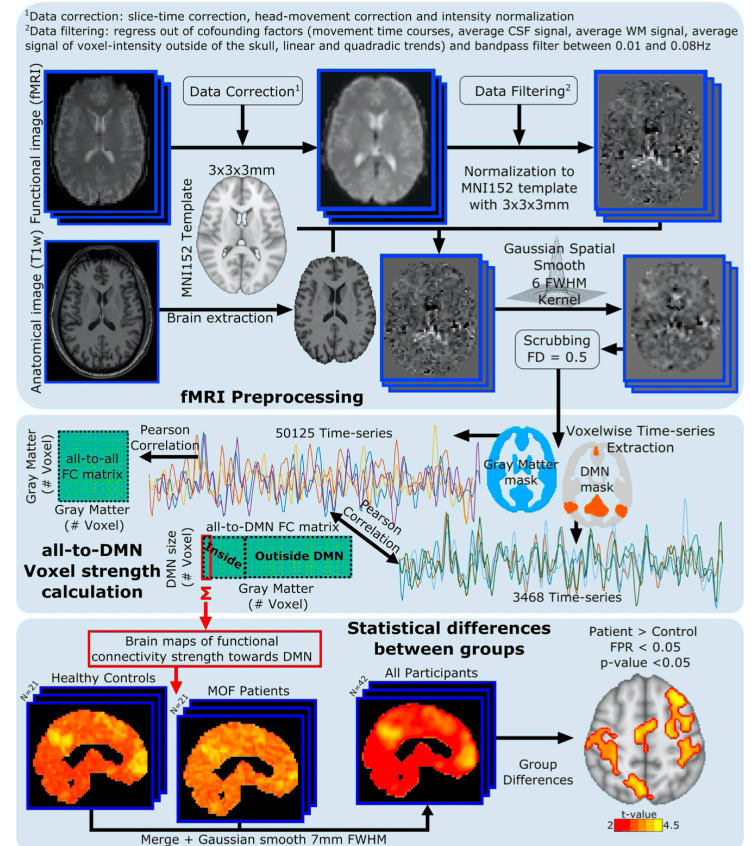 ¹Data correction: slice-time correction, head-movement correction and intensity normalization
²Data filtering: regress out of cofounding factors (movement time courses, average CSF signal, average WM signal, average
signal of voxel-intensity outside of the skull, linear and quadradic trends) and bandpass filter between 0.01 and 0.08Hz
Functional image (fMRI)
Data Correction¹
Data Filtering²
Normalization to
MNI152 template
with 3x3x3mm
3x3x3mm
MNI152 Template
Anatomical image (T1w)
Brain extraction
Gaussian Spatial
Smooth
6 FWHM
Kernel
Scrubbing
FD = 0.5
fMRI Preprocessing
Gray Matter
(# Voxel)
all-to-all
FC matrix
Gray Matter
(# Voxel)
Pearson
Correlation
50125 Time-series
Gray Matter
mask
Voxelwise Time-series
Extraction
DMN
mask
Pearson
Correlation
all-to-DMN
Voxel strength
calculation
DMN size
(# Voxel)
all-to-DMN FC matrix
Inside
Outiside DMN
Gray Matter
(# Voxel)
Σ
3468 Time-series
Brain maps of functional
connectivity strength towards DMN
Statistical differences
between groups
Healthy Controls
N=21
MOF Patients
N=21
All Participants
N=42
Merge + Gaussian smooth 7mm FWHM
Group
Differences
Patient > Control
FPR < 0.05
p-value <0.05
t-value
2 4.5